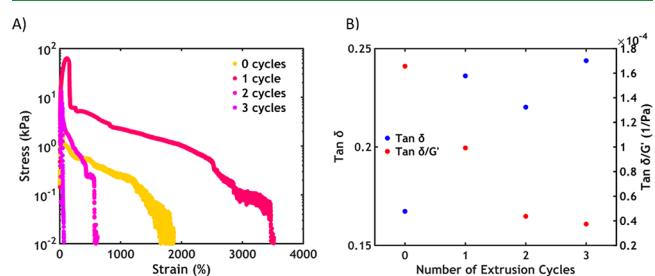 A)
10²
10¹
10⁰
10⁻¹
10⁻²
Stress (kPa)
0 cycles
1 cycle
2 cycles
3 cycles
0 1000 2000 3000 4000
Strain (%)
B)
×10⁻⁴
0.25
0.2
0.15
Tan δ
Tan δ
Tan δ/G'
1.8
1.6
1.4
1.2
1
0.8
0.6
0.4
0.2
Tan δ/G' (1/Pa)
0 1 2 3
Number of Extrusion Cycles